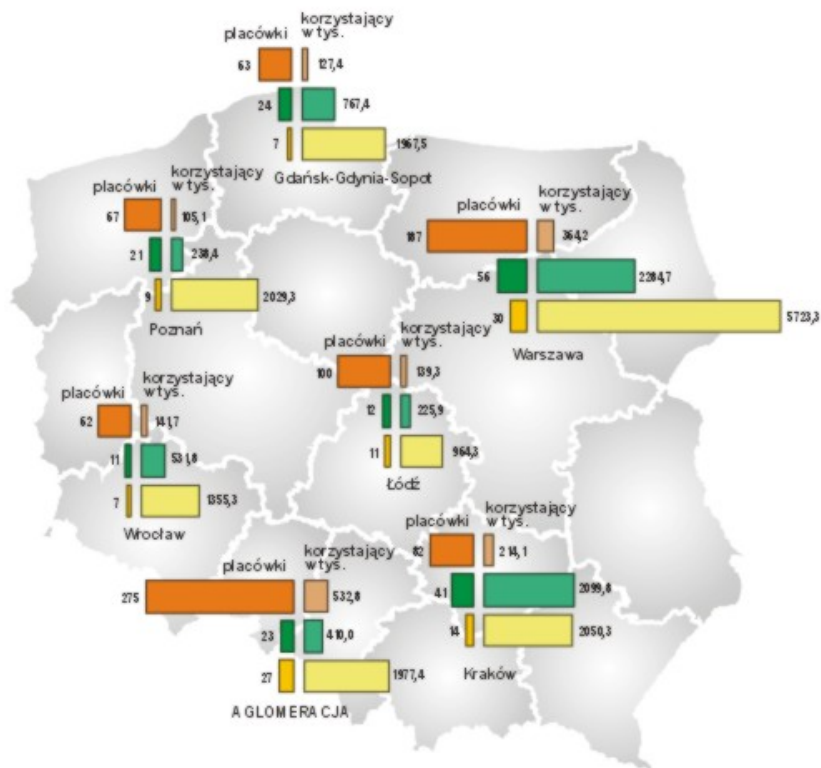 placówki
korzystający
w tys.
63
127,4
24
767,4
7
1967,5
Gdańsk-Gdynia-Sopot
placówki
korzystający
w tys.
67
105,1
21
238,4
9
2029,3
Poznań
placówki
korzystający
w tys.
187
364,2
56
2284,7
30
5723,3
Warszawa
placówki
korzystający
w tys.
100
139,3
12
225,9
11
964,3
Łódź
placówki
korzystający
w tys.
62
141,7
11
531,8
7
1355,3
Wrocław
placówki
korzystający
w tys.
82
214,1
41
2099,8
14
2050,3
Kraków
placówki
korzystający
w tys.
275
532,8
23
410,0
27
1977,4
AGLOMERACJA